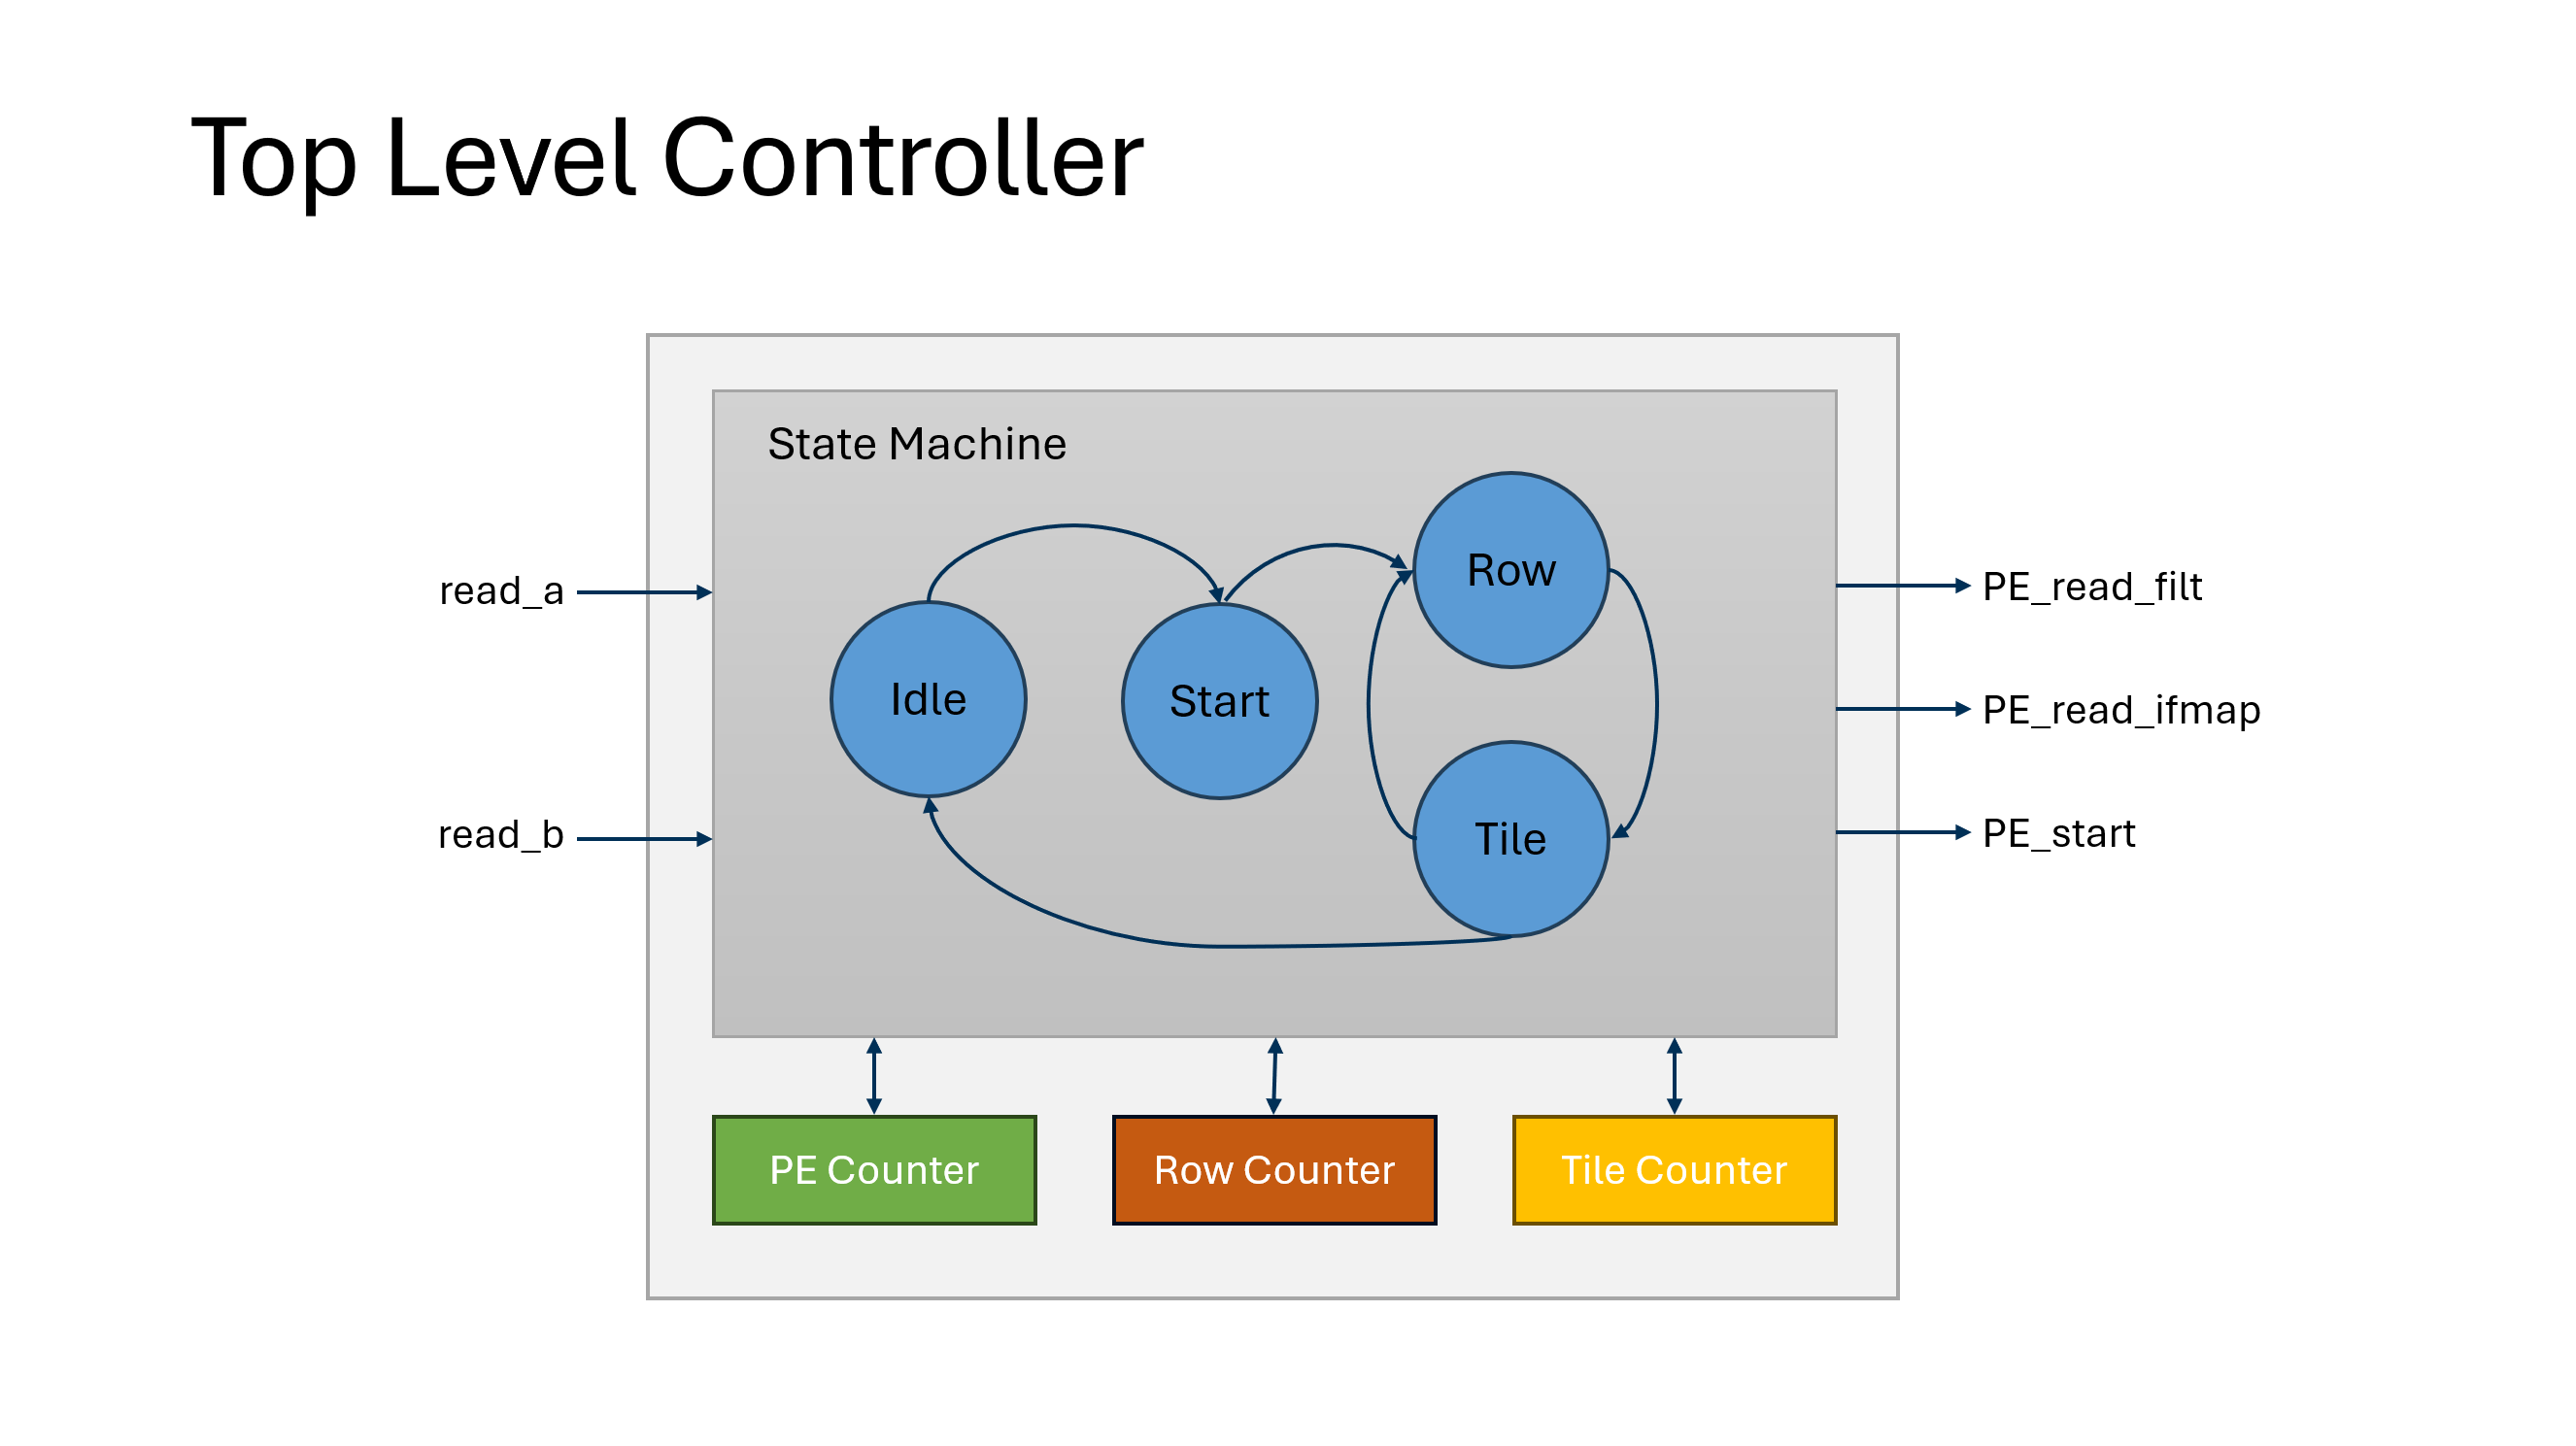 Top Level Controller
State Machine
Row
Idle
Start
Tile
read_a
read_b
PE_read_filt
PE_read_ifmap
PE_start
PE Counter
Row Counter
Tile Counter